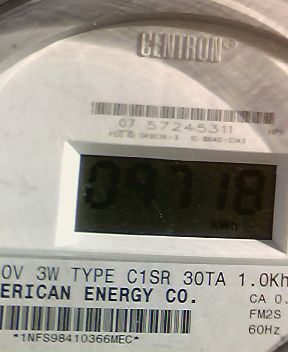 CENTRON®
07 57245311
09718
kWh
0V 3W TYPE C1SR 30TA 1.0Kh
ERICAN ENERGY CO.
CA 0.
FM2S
60Hz
*1NFS98410366MEC*